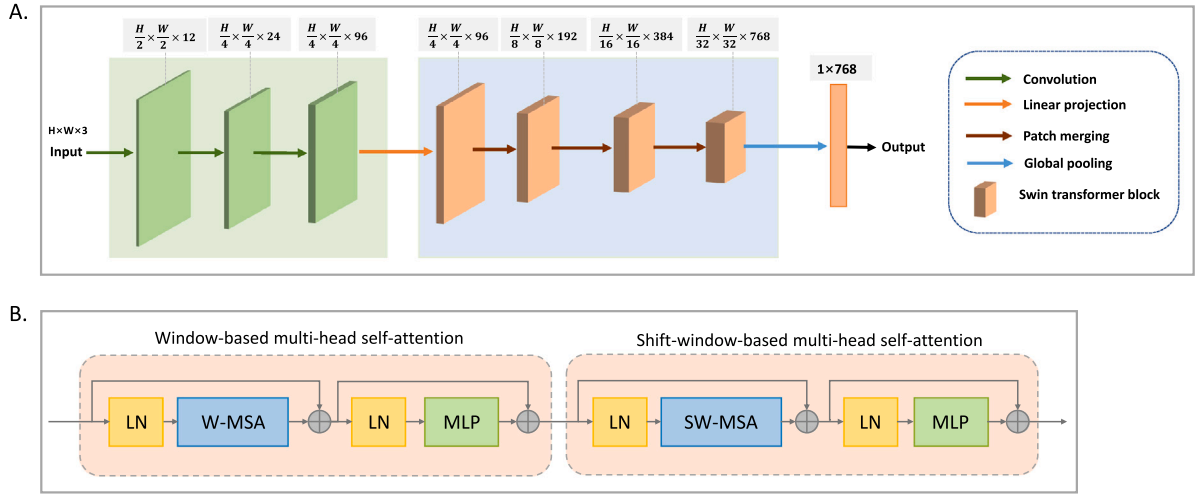 A.
H/2 × W/2 × 12
H/4 × W/4 × 24
H/4 × W/4 × 96
H/4 × W/4 × 96
H/8 × W/8 × 192
H/16 × W/16 × 384
H/32 × W/32 × 768
1×768
H×W×3
Input
Output
Convolution
Linear projection
Patch merging
Global pooling
Swin transformer block
B.
Window-based multi-head self-attention
Shift-window-based multi-head self-attention
LN
W-MSA
LN
MLP
LN
SW-MSA
LN
MLP